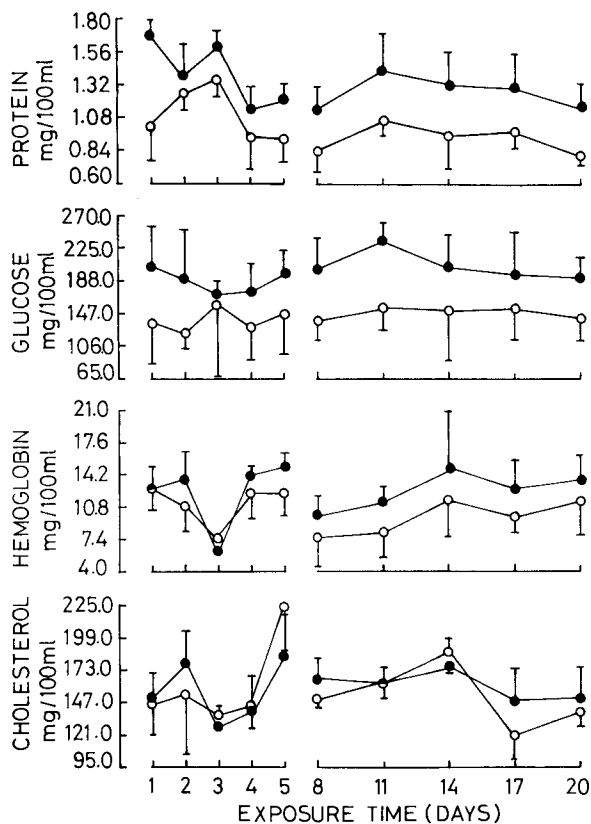 PROTEIN
mg/100ml
1.80
1.56
1.32
1.08
0.84
0.60
GLUCOSE
mg/100ml
270.0
225.0
188.0
147.0
106.0
65.0
HEMOGLOBIN
mg/100ml
21.0
17.6
14.2
10.8
7.4
4.0
CHOLESTEROL
mg/100ml
225.0
199.0
173.0
147.0
121.0
95.0
1 2 3 4 5 8 11 14 17 20
EXPOSURE TIME (DAYS)